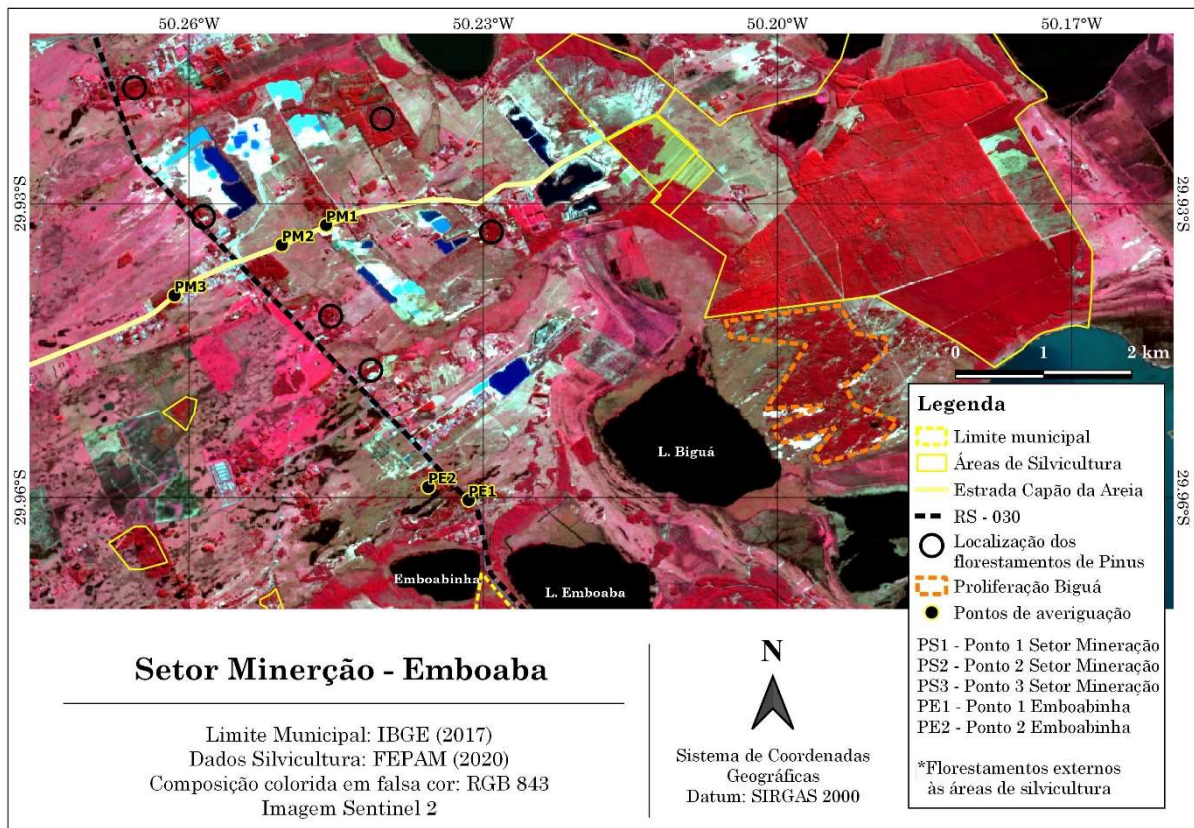 50.26°W
50.23°W
50.20°W
50.17°W
29.93°S
29.93°S
PM1
PM2
PM3
0 1 2 km
L. Biguá
29.96°S
29.96°S
PE2
PE1
Emboabinha
L. Emboaba
Legenda
Limite municipal
Áreas de Silvicultura
Estrada Capão da Areia
RS - 030
Localização dos
florestamentos de Pinus
Proliferação Biguá
Pontos de averiguação
PS1 - Ponto 1 Setor Mineração
PS2 - Ponto 2 Setor Mineração
PS3 - Ponto 3 Setor Mineração
PE1 - Ponto 1 Emboabinha
PE2 - Ponto 2 Emboabinha
*Florestamentos externos
às áreas de silvicultura
Setor Minerção - Emboaba
Limite Municipal: IBGE (2017)
Dados Silvicultura: FEPAM (2020)
Composição colorida em falsa cor: RGB 843
Imagem Sentinel 2
N
Sistema de Coordenadas
Geográficas
Datum: SIRGAS 2000